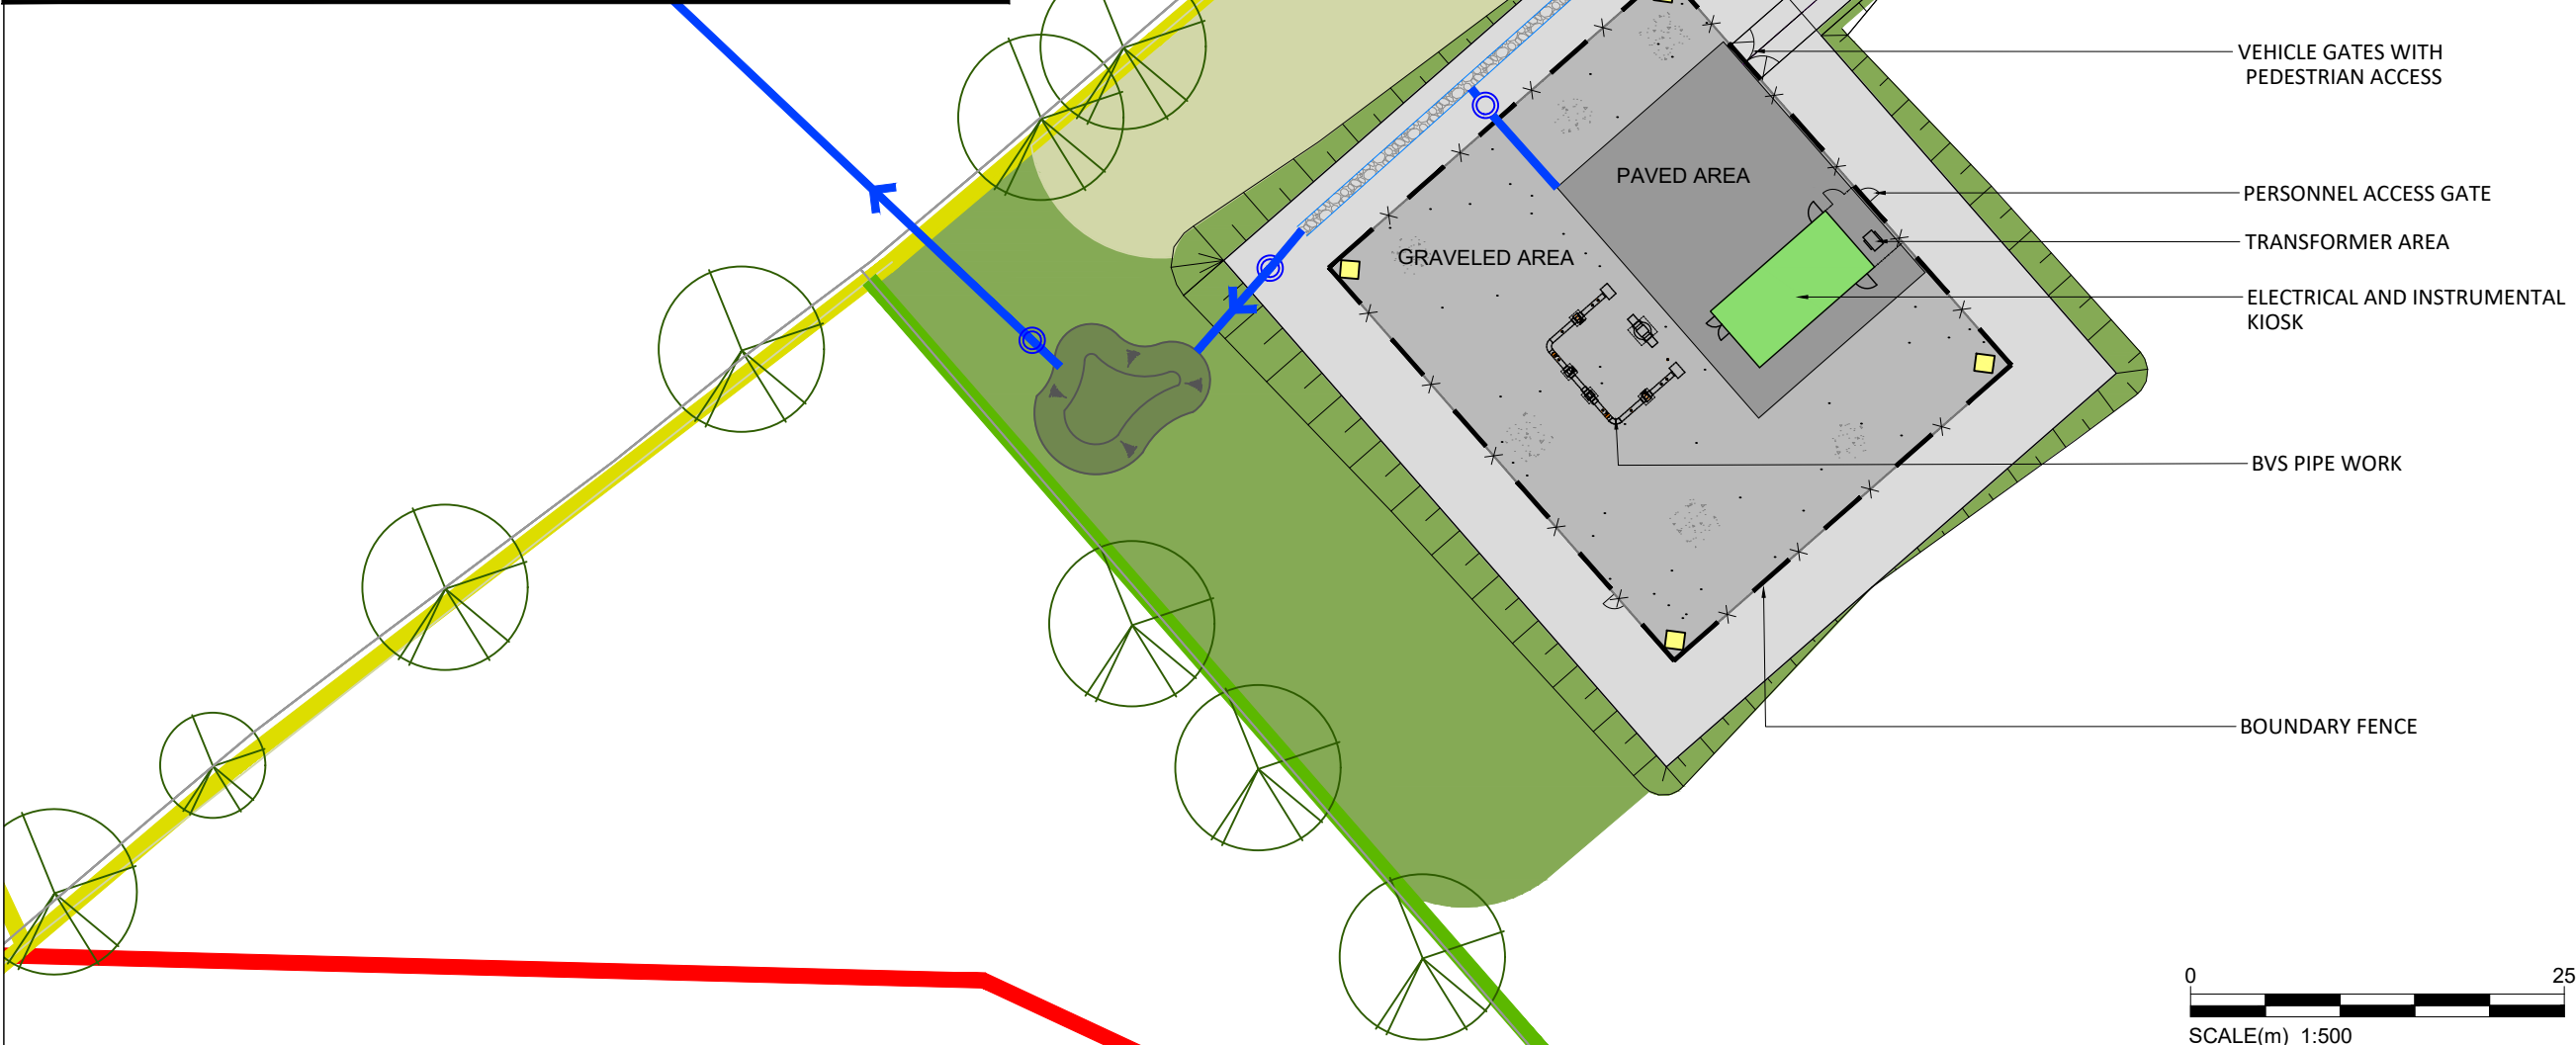 VEHICLE GATES WITH
PEDESTRIAN ACCESS
PAVED AREA
PERSONNEL ACCESS GATE
TRANSFORMER AREA
GRAVELED AREA
ELECTRICAL AND INSTRUMENTAL
KIOSK
BVS PIPE WORK
BOUNDARY FENCE
0 25
SCALE(m) 1:500